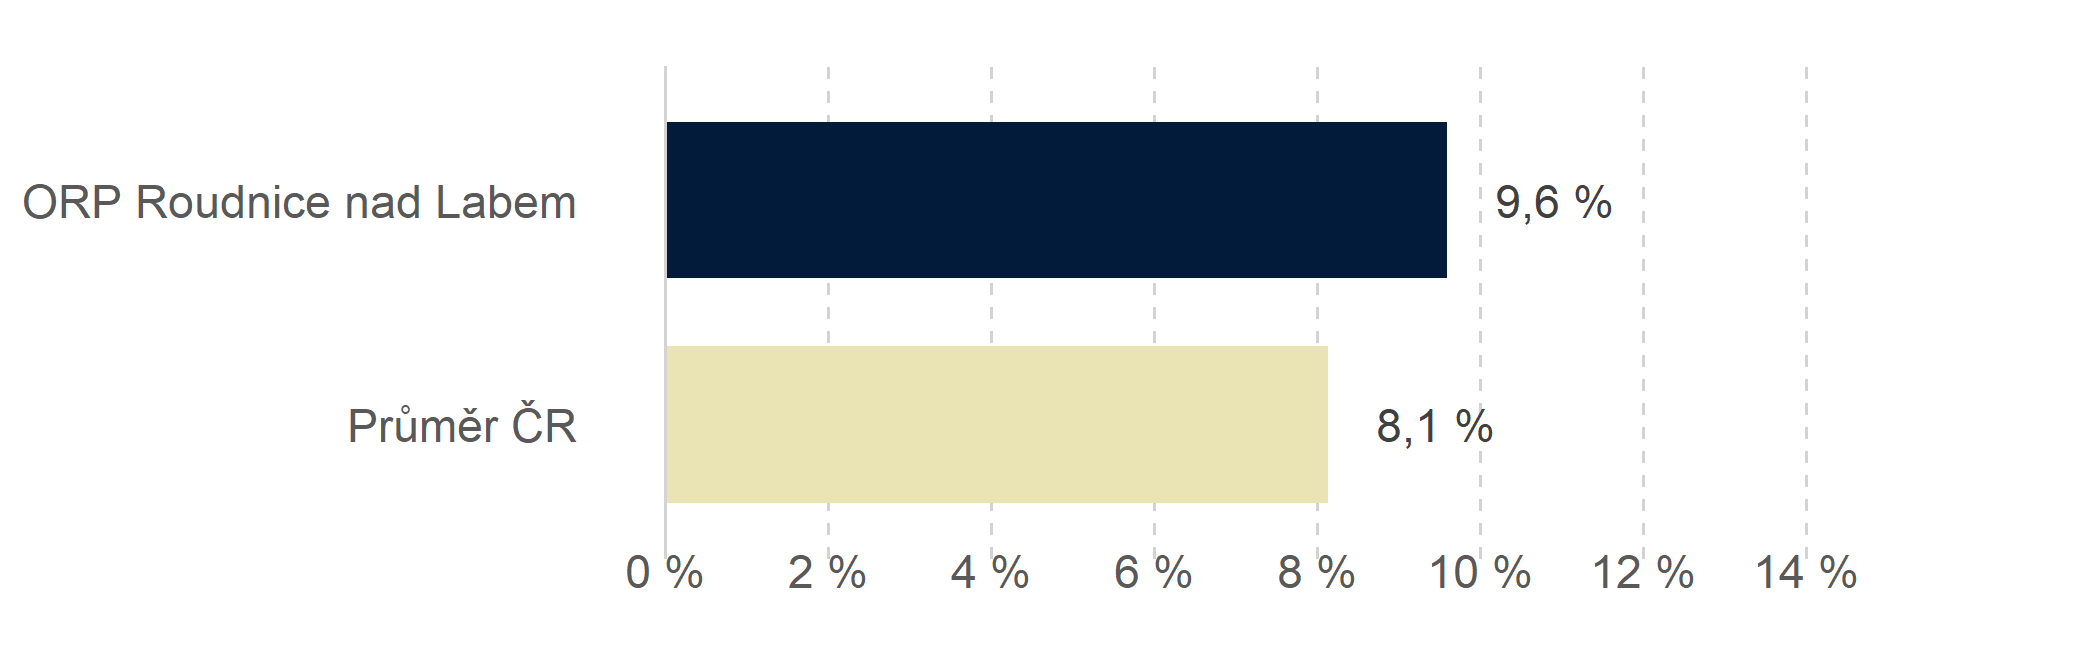 ORP Roudnice nad Labem
9,6 %
Průměr ČR
8,1 %
0 % 2 % 4 % 6 % 8 % 10 % 12 % 14 %